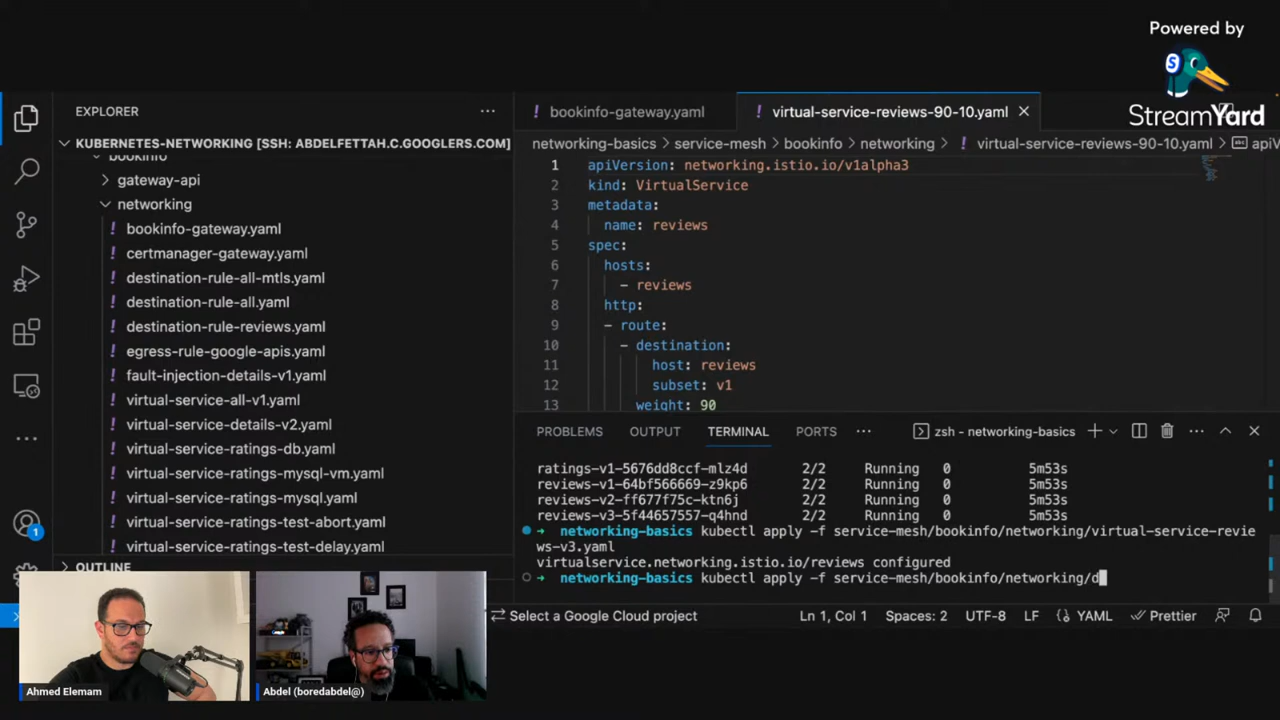 Powered by
S
StreamYard
EXPLORER
KUBERNETES-NETWORKING [SSH: ABDELFETTAH.C.GOOGLERS.COM]
bookinfo
gateway-api
networking
! bookinfo-gateway.yaml
! certmanager-gateway.yaml
! destination-rule-all-mtls.yaml
! destination-rule-all.yaml
! destination-rule-reviews.yaml
! egress-rule-google-apis.yaml
! fault-injection-details-v1.yaml
! virtual-service-all-v1.yaml
! virtual-service-details-v2.yaml
! virtual-service-ratings-db.yaml
! virtual-service-ratings-mysql-vm.yaml
! virtual-service-ratings-mysql.yaml
! virtual-service-ratings-test-abort.yaml
! virtual-service-ratings-test-delay.yaml
OUTLINE
1
! bookinfo-gateway.yaml
! virtual-service-reviews-90-10.yaml
networking-basics > service-mesh > bookinfo > networking > ! virtual-service-reviews-90-10.yaml > abc apiV
1 apiVersion: networking.istio.io/v1alpha3
2 kind: VirtualService
3 metadata:
4 name: reviews
5 spec:
6 hosts:
7 - reviews
8 http:
9 - route:
10 - destination:
11 host: reviews
12 subset: v1
13 weight: 90
PROBLEMS OUTPUT TERMINAL PORTS
zsh - networking-basics
ratings-v1-5676dd8ccf-mlz4d 2/2 Running 0 5m53s
reviews-v1-64bf566669-z9kp6 2/2 Running 0 5m53s
reviews-v2-ff677f75c-ktn6j 2/2 Running 0 5m53s
reviews-v3-5f44657557-q4hnd 2/2 Running 0 5m53s
➜ networking-basics kubectl apply -f service-mesh/bookinfo/networking/virtual-service-revie
ws-v3.yaml
virtualservice.networking.istio.io/reviews configured
➜ networking-basics kubectl apply -f service-mesh/bookinfo/networking/d
Select a Google Cloud project Ln 1, Col 1 Spaces: 2 UTF-8 LF {} YAML Prettier
Ahmed Elemam
Abdel (boredabdel@)